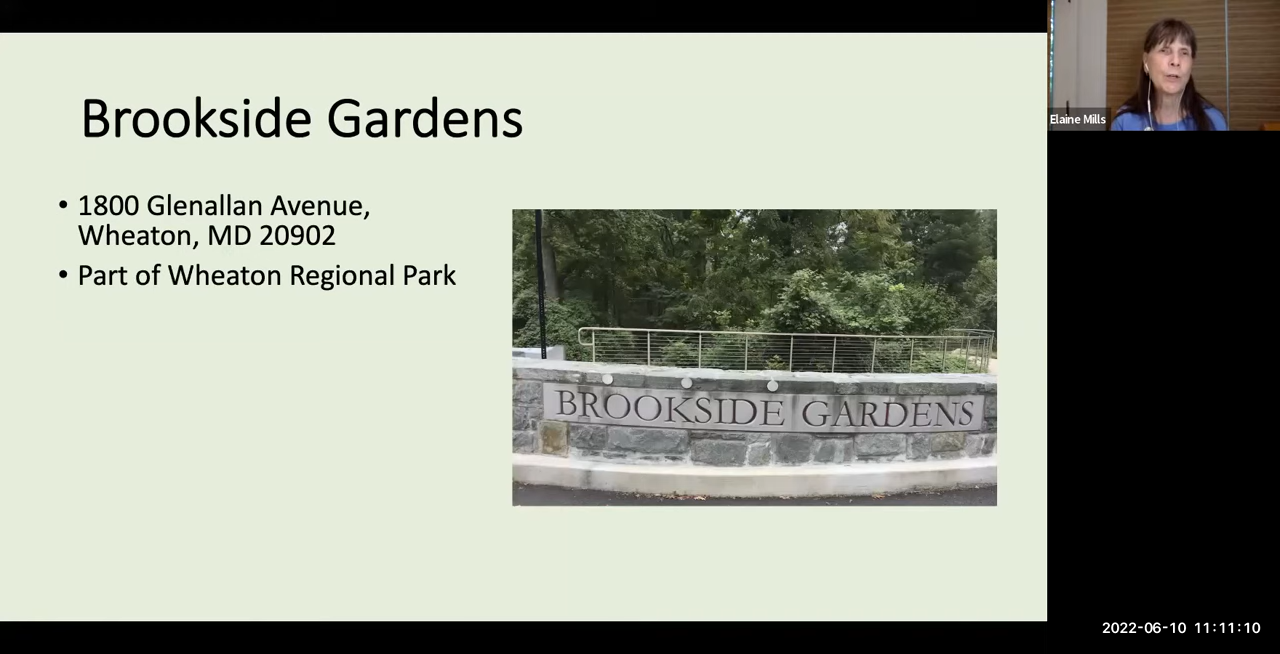 Brookside Gardens
• 1800 Glenallan Avenue,
Wheaton, MD 20902
• Part of Wheaton Regional Park
BROOKSIDE GARDENS
Elaine Mills
2022-06-10 11:11:10